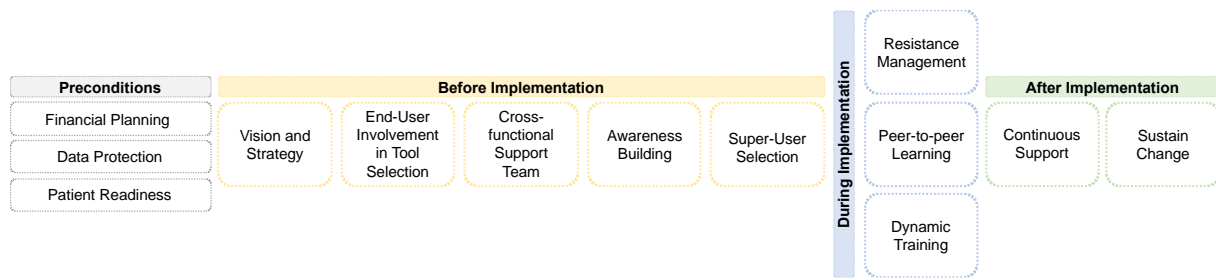 Preconditions
Financial Planning
Data Protection
Patient Readiness
Before Implementation
Vision and
Strategy
End-User
Involvement
in Tool
Selection
Cross-
functional
Support
Team
Awareness
Building
Super-User
Selection
During Implementation
Resistance
Management
Peer-to-peer
Learning
Dynamic
Training
After Implementation
Continuous
Support
Sustain
Change